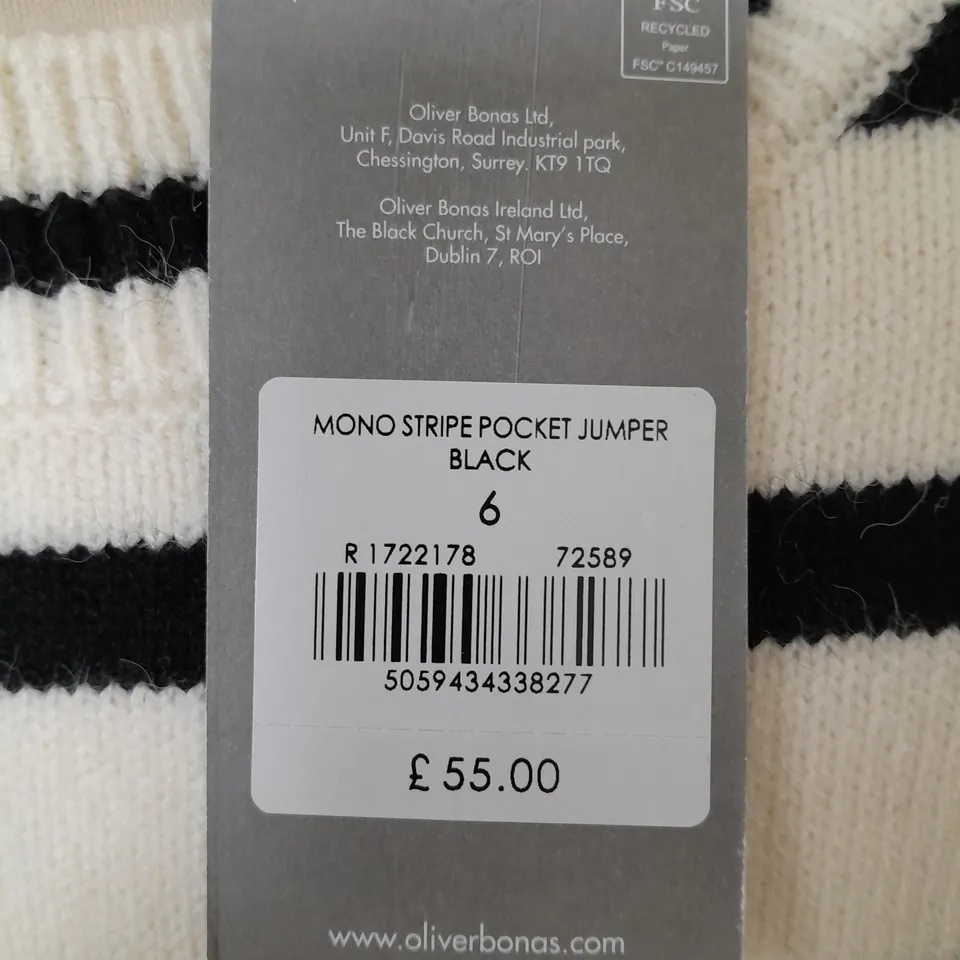 FSC
RECYCLED
Paper
FSC™ C149457
Oliver Bonas Ltd,
Unit F, Davis Road Industrial park,
Chessington, Surrey. KT9 1TQ
Oliver Bonas Ireland Ltd,
The Black Church, St Mary's Place,
Dublin 7, ROI
MONO STRIPE POCKET JUMPER
BLACK
6
R 1722178 72589
5059434338277
£ 55.00
www.oliverbonas.com